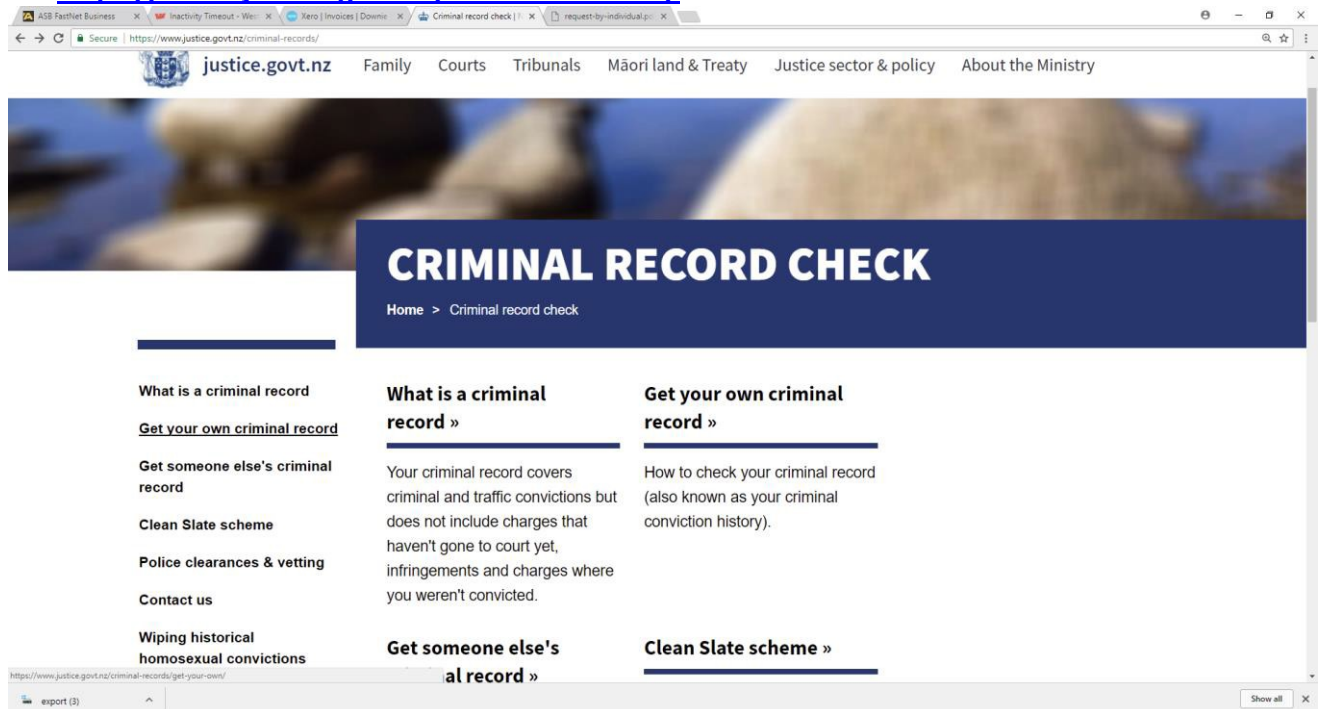 ASB FastNet Business
Inactivity Timeout - Wes
Xero | Invoices | Downie
Criminal record check |
request-by-individual.p
Secure | https://www.justice.govt.nz/criminal-records/
justice.govt.nz Family Courts Tribunals Māori land & Treaty Justice sector & policy About the Ministry
CRIMINAL RECORD CHECK
Home > Criminal record check
What is a criminal record
Get your own criminal record
Get someone else's criminal
record
Clean Slate scheme
Police clearances & vetting
Contact us
Wiping historical
homosexual convictions
What is a criminal
record »
Your criminal record covers
criminal and traffic convictions but
does not include charges that
haven't gone to court yet,
infringements and charges where
you weren't convicted.
Get your own criminal
record »
How to check your criminal record
(also known as your criminal
conviction history).
Get someone else's
al record »
Clean Slate scheme »
https://www.justice.govt.nz/criminal-records/get-your-own/
export (3)
Show all